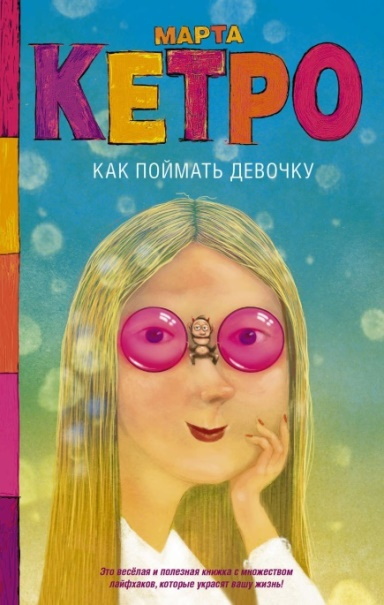 МАРТА
КЕТРО
КАК ПОЙМАТЬ ДЕВОЧКУ
Это весёлая и полезная книжка с множеством
лайфхаков, которые украсят вашу жизнь!